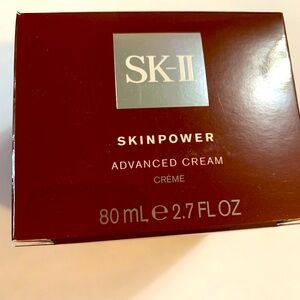 SK-II
SKINPOWER
ADVANCED CREAM
CRÈME
80 mL ℮ 2.7 FL OZ